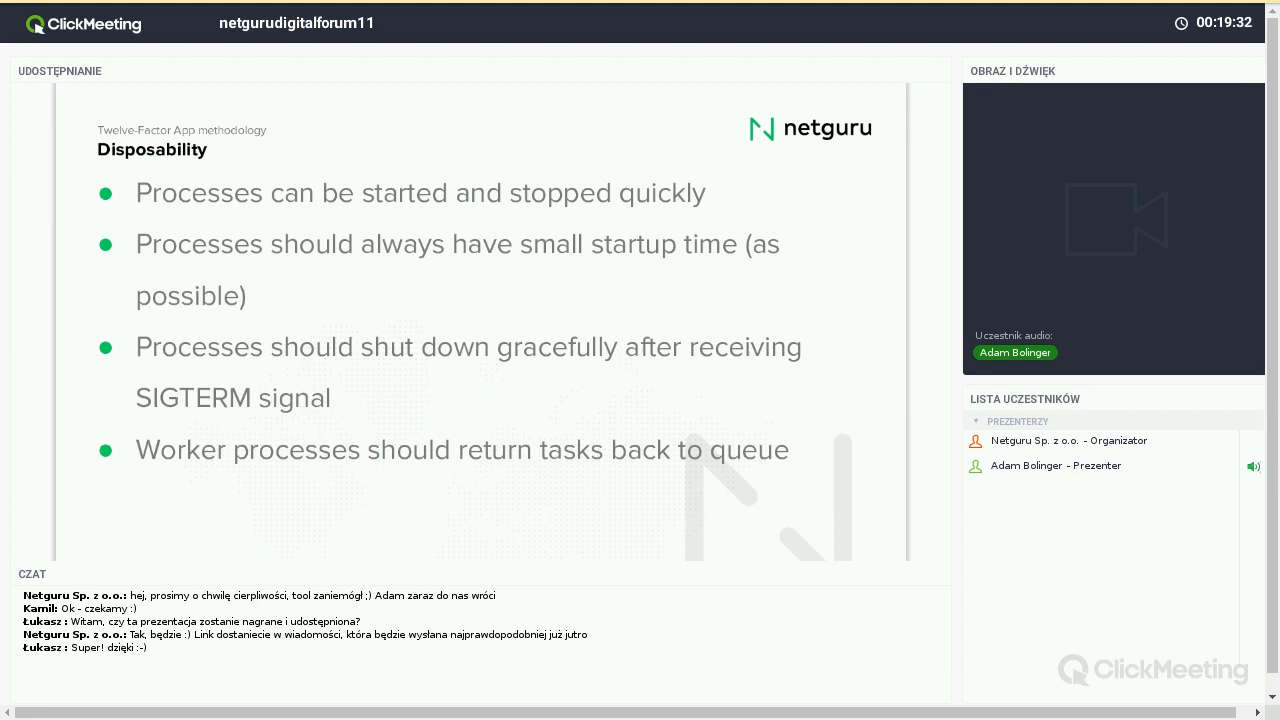 ClickMeeting
netgurudigitalforum11
00:19:32
UDOSTĘPNIANIE
Twelve-Factor App methodology
Disposability
netguru
Processes can be started and stopped quickly
Processes should always have small startup time (as
possible)
Processes should shut down gracefully after receiving
SIGTERM signal
Worker processes should return tasks back to queue
CZAT
Netguru Sp. z o.o.: hej, prosimy o chwilę cierpliwości, tool zaniemógł ;) Adam zaraz do nas wróci
Kamil: Ok - czekamy :)
Łukasz : Witam, czy ta prezentacja zostanie nagrane i udostępniona?
Netguru Sp. z o.o.: Tak, będzie :) Link dostaniecie w wiadomości, która będzie wysłana najprawdopodobniej już jutro
Łukasz : Super! dzięki :-)
OBRAZ I DŹWIĘK
Uczestnik audio:
Adam Bolinger
LISTA UCZESTNIKÓW
PREZENTERZY
Netguru Sp. z o.o. - Organizator
Adam Bolinger - Prezenter
ClickMeeting